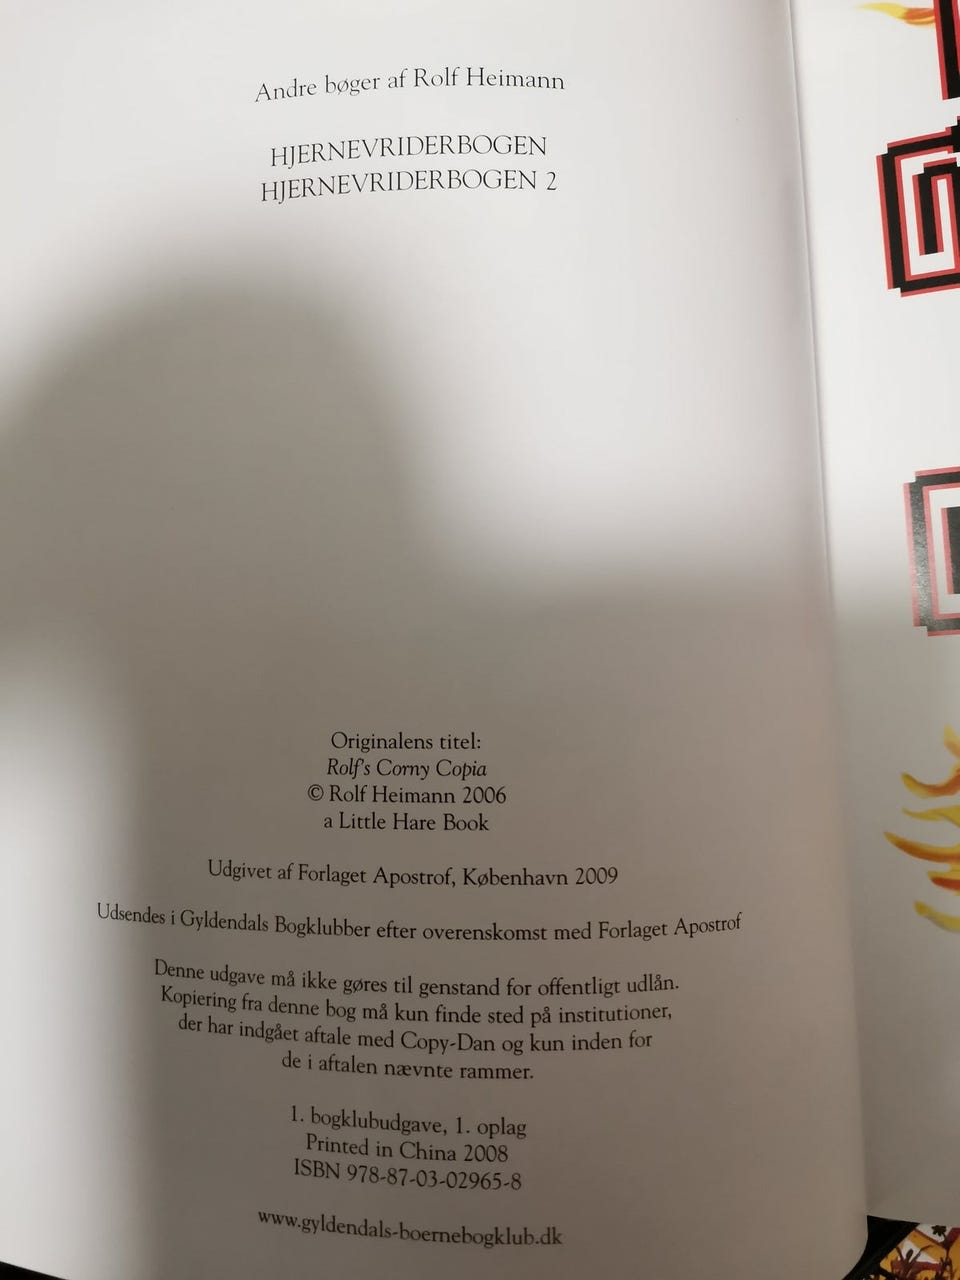 Andre bøger af Rolf Heimann
HJERNEVRIDERBOGEN
HJERNEVRIDERBOGEN 2
Originalens titel:
Rolf's Corny Copia
© Rolf Heimann 2006
a Little Hare Book
Udgivet af Forlaget Apostrof, København 2009
Udsendes i Gyldendals Bogklubber efter overenskomst med Forlaget Apostrof
Denne udgave må ikke gøres til genstand for offentligt udlån.
Kopiering fra denne bog må kun finde sted på institutioner,
der har indgået aftale med Copy-Dan og kun inden for
de i aftalen nævnte rammer.
1. bogklubudgave, 1. oplag
Printed in China 2008
ISBN 978-87-03-02965-8
www.gyldendals-boernebogklub.dk